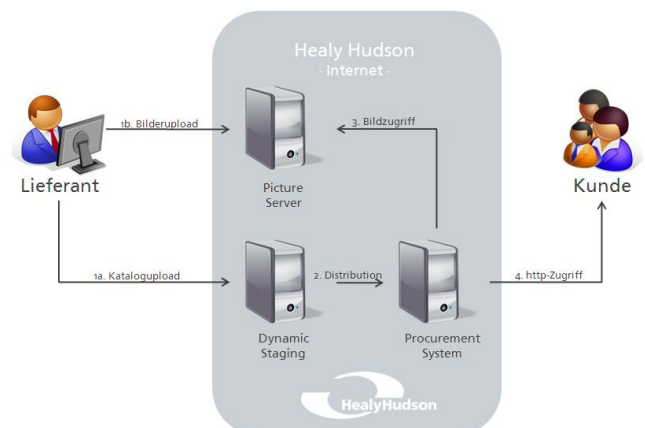 Healy Hudson
- Internet -
1b. Bilderupload
3. Bildzugriff
Lieferant
Picture
Server
Kunde
1a. Katalogupload
2. Distribution
4. http-Zugriff
Dynamic
Staging
Procurement
System
HealyHudson